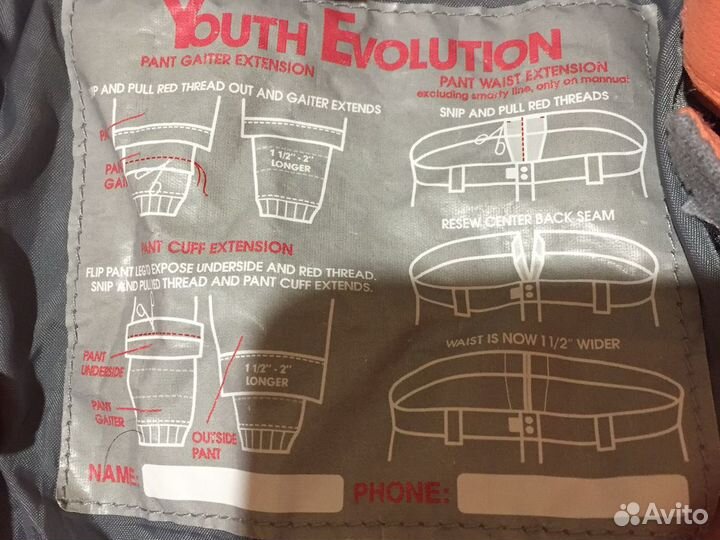 YOUTH EVOLUTION
PANT GAITER EXTENSION
AND PULL RED THREAD OUT AND GAITER EXTENDS
1 1/2" - 2"
LONGER
PANT CUFF EXTENSION
FLIP PANT LEG TO EXPOSE UNDERSIDE AND RED THREAD.
SNIP AND PULL RED THREAD AND PANT CUFF EXTENDS.
PANT
UNDERSIDE
PANT
GAITER
1 1/2" - 2"
LONGER
OUTSIDE
PANT
PANT WAIST EXTENSION
excluding smarty line, only on mannual
SNIP AND PULL RED THREADS
RESEW CENTER BACK SEAM
WAIST IS NOW 1 1/2" WIDER
NAME:
PHONE:
Avito